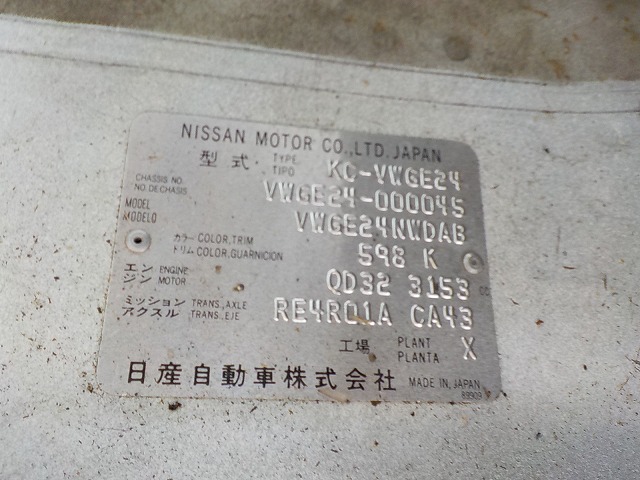 NISSAN MOTOR CO.,LTD. JAPAN
型式 TYPE TIPO KC-VWGE24
CHASSIS NO. NO. DE CHASIS VWGE24-000045
MODEL MODELO VWGE24NWDAB
カラー COLOR,TRIM トリム COLOR,GUARNICION 598 K
エンジン ENGINE MOTOR QD32 3153 cc
ミッション TRANS.,AXLE アクスル TRANS.,EJE RE4R01A CA43
工場 PLANT PLANTA X
日産自動車株式会社 MADE IN JAPAN
89909